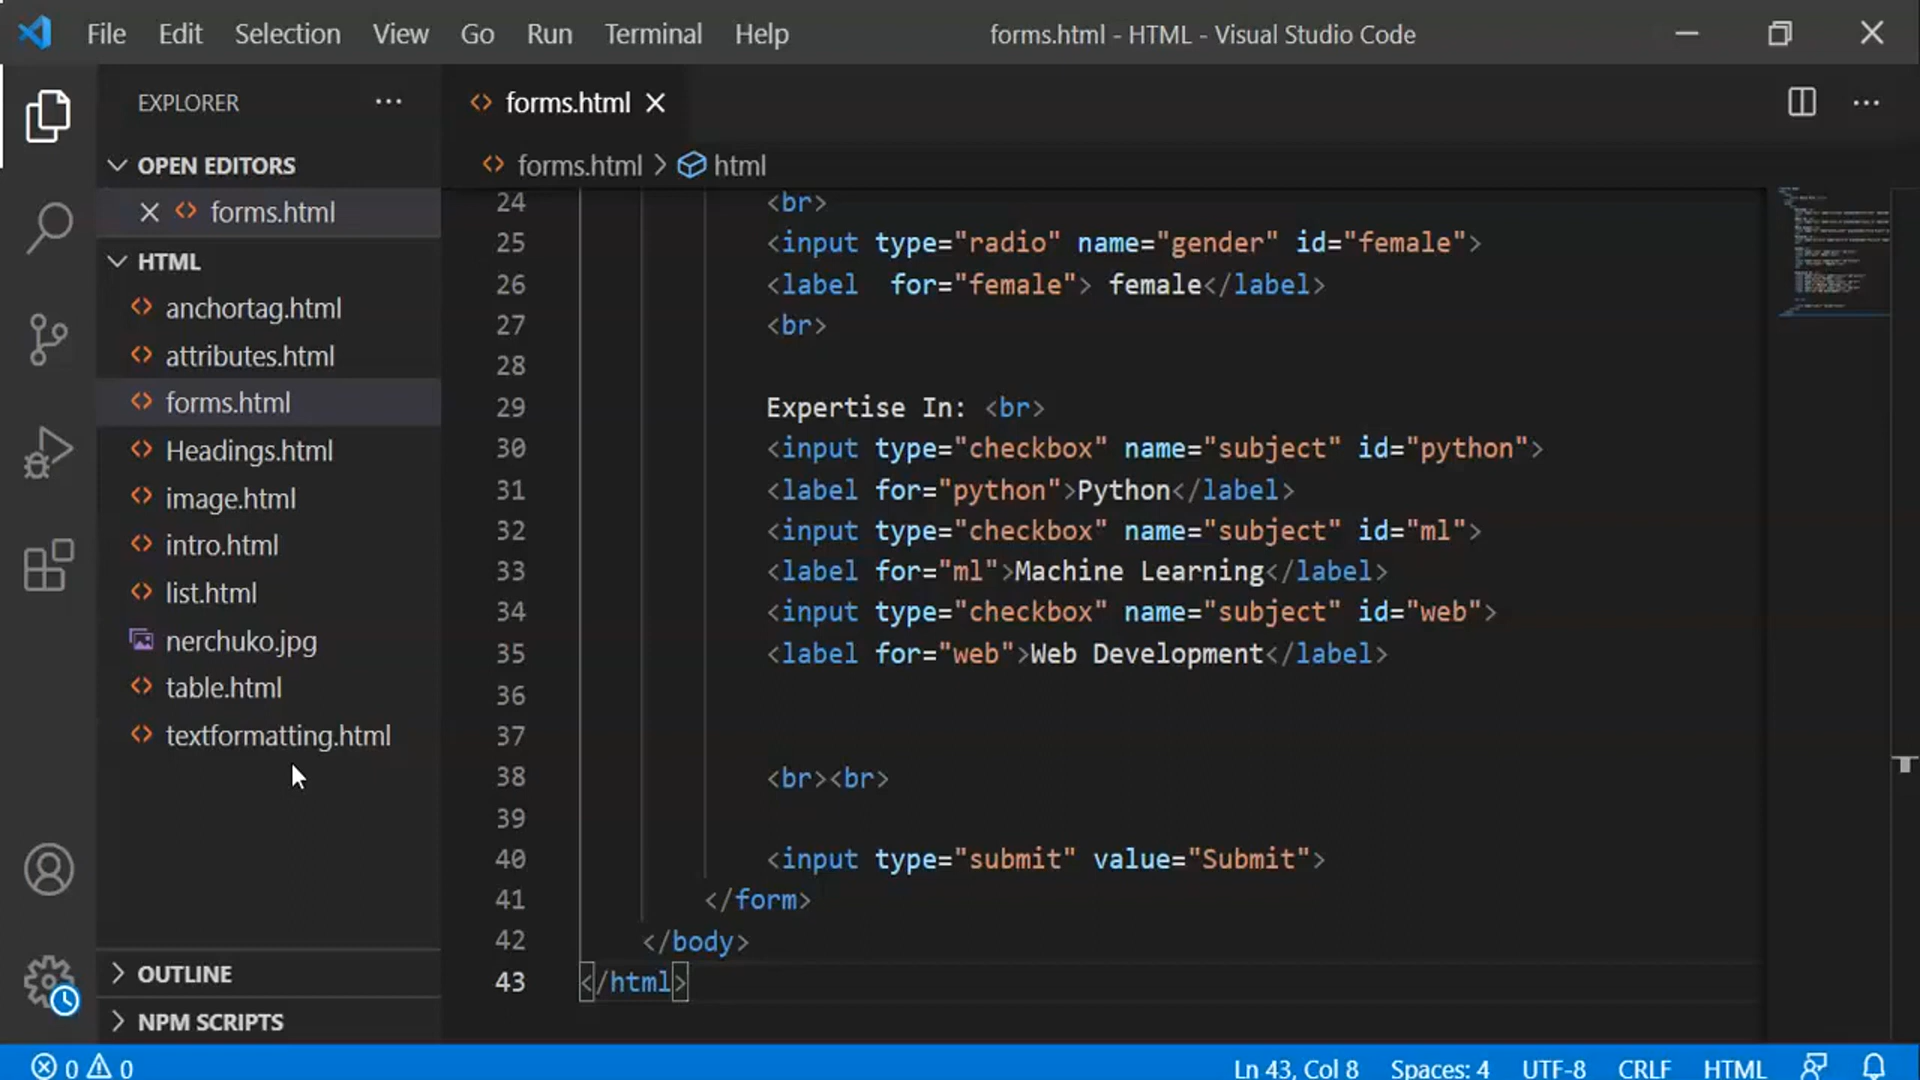 File Edit Selection View Go Run Terminal Help forms.html - HTML - Visual Studio Code
EXPLORER
OPEN EDITORS
forms.html
HTML
anchortag.html
attributes.html
forms.html
Headings.html
image.html
intro.html
list.html
nerchuko.jpg
table.html
textformatting.html
OUTLINE
NPM SCRIPTS
forms.html
forms.html > html
24 <br>
25 <input type="radio" name="gender" id="female">
26 <label  for="female"> female</label>
27 <br>
28
29 Expertise In: <br>
30 <input type="checkbox" name="subject" id="python">
31 <label for="python">Python</label>
32 <input type="checkbox" name="subject" id="ml">
33 <label for="ml">Machine Learning</label>
34 <input type="checkbox" name="subject" id="web">
35 <label for="web">Web Development</label>
36
37
38 <br><br>
39
40 <input type="submit" value="Submit">
41 </form>
42 </body>
43 </html>
0 0 Ln 43, Col 8 Spaces: 4 UTF-8 CRLF HTML